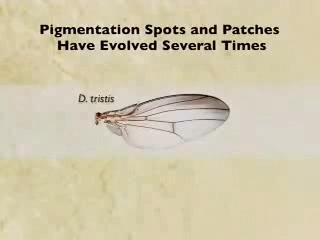 Pigmentation Spots and Patches
Have Evolved Several Times
D. tristis